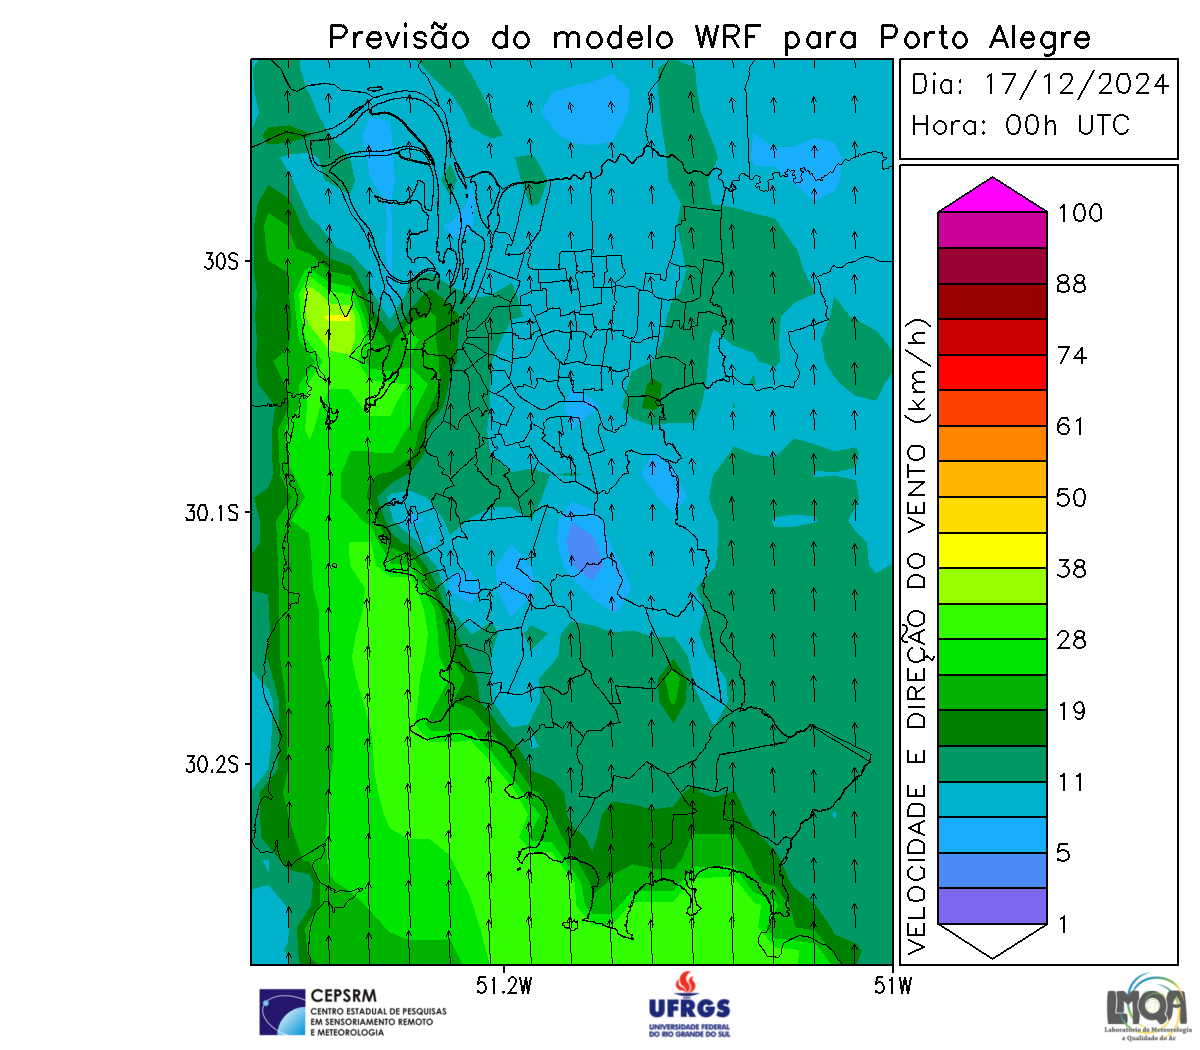 Previsão do modelo WRF para Porto Alegre
Dia: 17/12/2024
Hora: 00h UTC
30S
30.1S
30.2S
51.2W
51W
VELOCIDADE E DIREÇÃO DO VENTO (km/h)
100
88
74
61
50
38
28
19
11
5
1
CEPSRM
CENTRO ESTADUAL DE PESQUISAS
EM SENSORIAMENTO REMOTO
E METEOROLOGIA
UFRGS
UNIVERSIDADE FEDERAL
DO RIO GRANDE DO SUL
LMQA
Laboratório de Meteorologia
e Qualidade do Ar